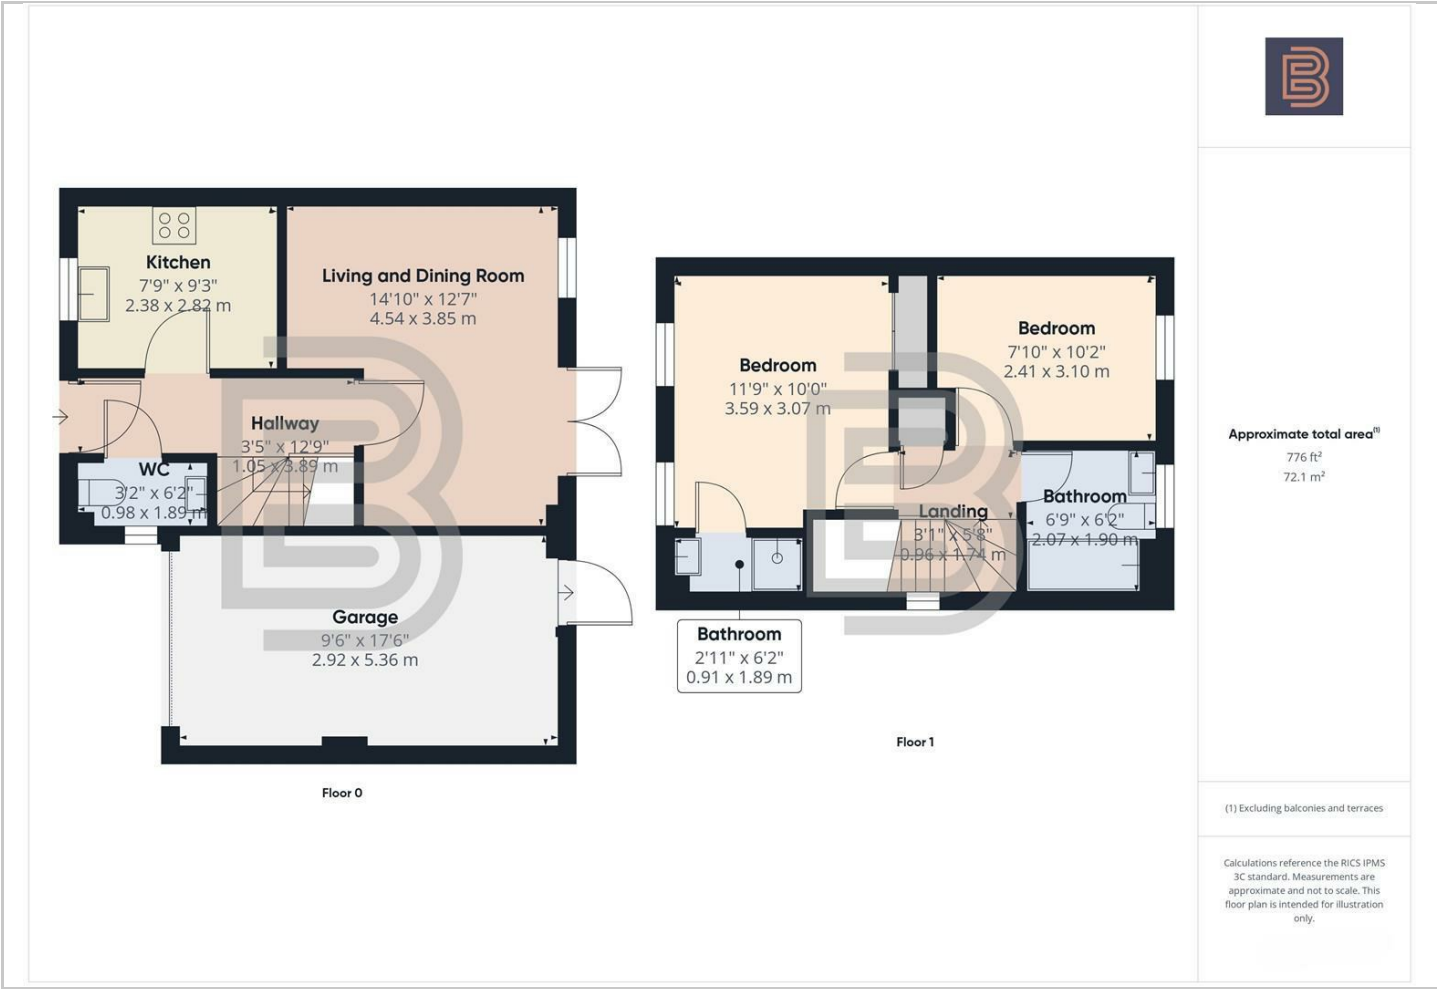 Kitchen
7'9" x 9'3"
2.38 x 2.82 m
Living and Dining Room
14'10" x 12'7"
4.54 x 3.85 m
Hallway
3'5" x 12'9"
1.05 x 3.89 m
WC
3'2" x 6'2"
0.98 x 1.89 m
Garage
9'6" x 17'6"
2.92 x 5.36 m
Floor 0
Bedroom
11'9" x 10'0"
3.59 x 3.07 m
Bedroom
7'10" x 10'2"
2.41 x 3.10 m
Landing
3'1" x 5'8"
0.96 x 1.74 m
Bathroom
6'9" x 6'2"
2.07 x 1.90 m
Bathroom
2'11" x 6'2"
0.91 x 1.89 m
Floor 1
B
Approximate total area(1)
776 ft²
72.1 m²
(1) Excluding balconies and terraces
Calculations reference the RICS IPMS
3C standard. Measurements are
approximate and not to scale. This
floor plan is intended for illustration
only.